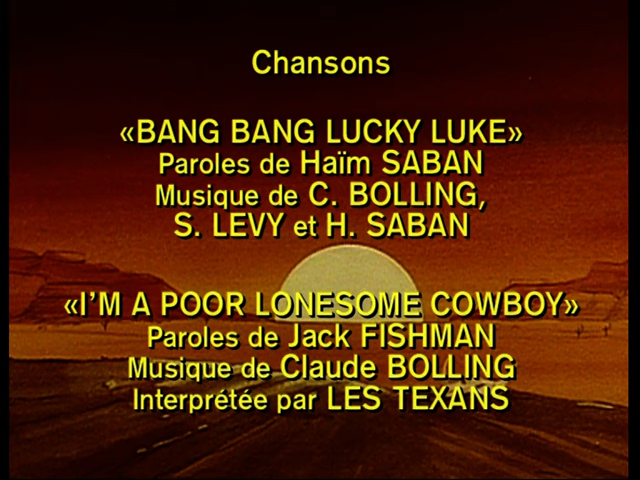 Chansons
«BANG BANG LUCKY LUKE»
Paroles de Haïm SABAN
Musique de C. BOLLING,
S. LEVY et H. SABAN
«I'M A POOR LONESOME COWBOY»
Paroles de Jack FISHMAN
Musique de Claude BOLLING
Interprétée par LES TEXANS